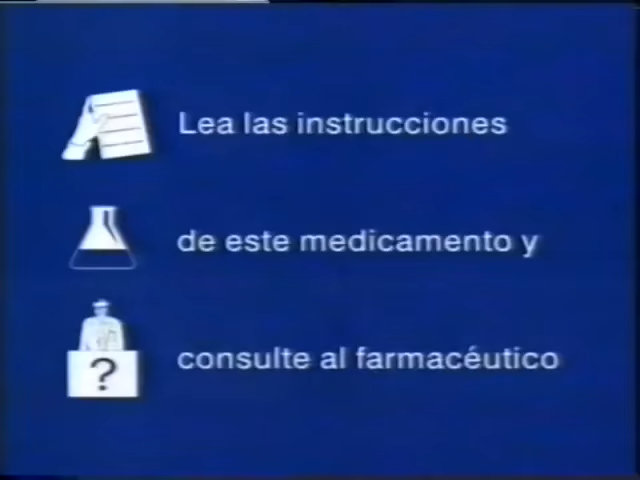 Lea las instrucciones
de este medicamento y
?
consulte al farmacéutico